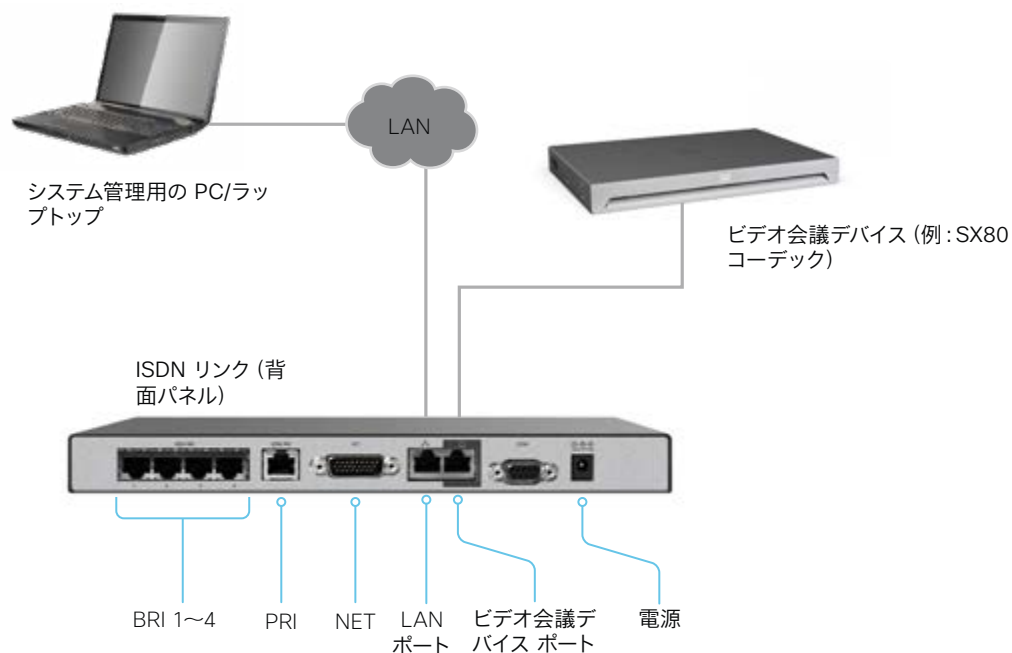 LAN
システム管理用の PC/ラッ
プトップ
ビデオ会議デバイス (例：SX80
コーデック)
ISDN リンク (背
面パネル)
BRI 1～4
PRI
NET
LAN
ポート
ビデオ会議デ
バイス ポート
電源